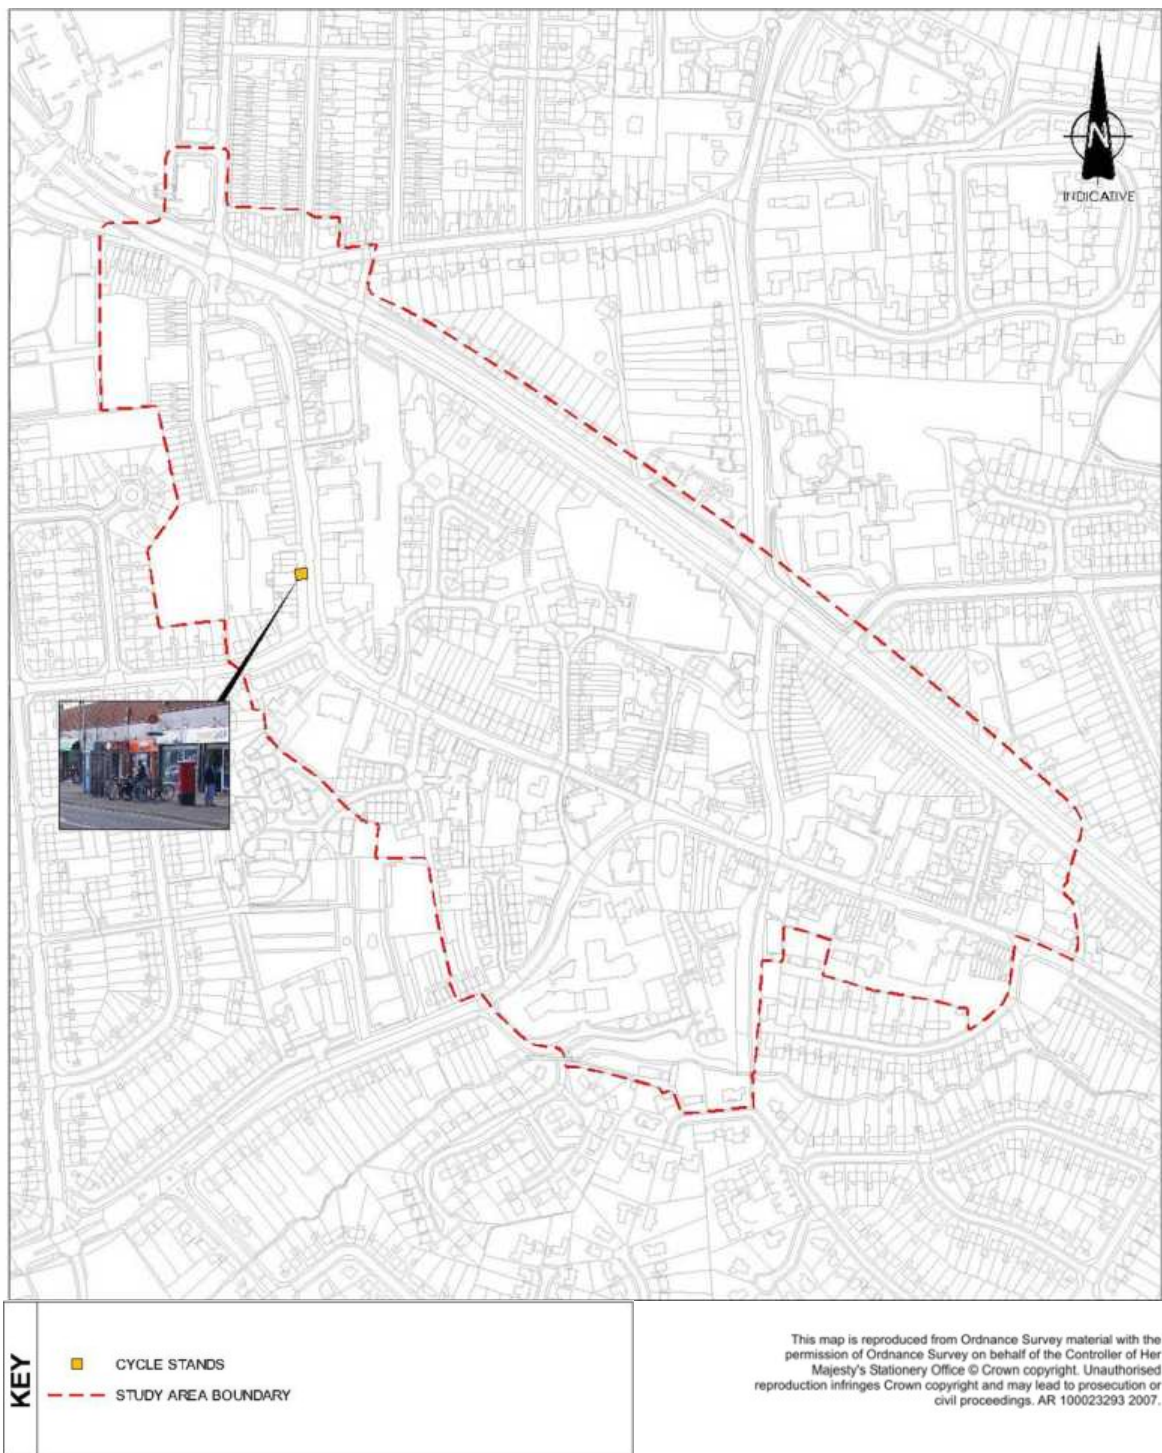 N
INDICATIVE
KEY
CYCLE STANDS
STUDY AREA BOUNDARY
This map is reproduced from Ordnance Survey material with the
permission of Ordnance Survey on behalf of the Controller of Her
Majesty's Stationery Office © Crown copyright. Unauthorised
reproduction infringes Crown copyright and may lead to prosecution or
civil proceedings. AR 100023293 2007.